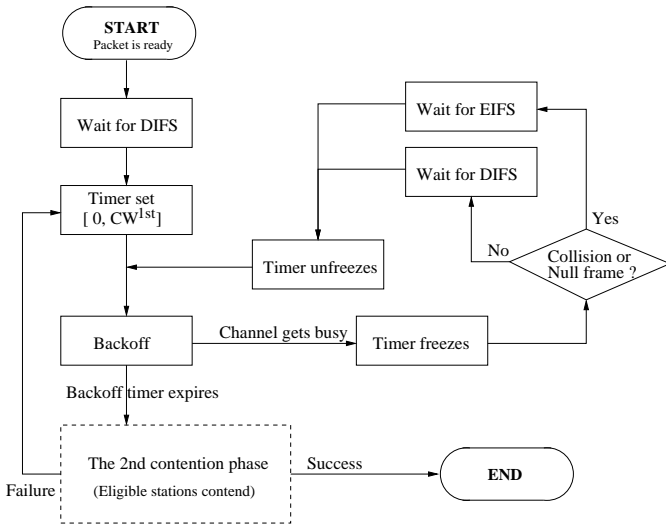 START
Packet is ready
Wait for DIFS
Timer set
[ 0, CW^1st]
Wait for EIFS
Wait for DIFS
Yes
No
Collision or
Null frame ?
Timer unfreezes
Backoff
Channel gets busy
Timer freezes
Backoff timer expires
The 2nd contention phase
(Eligible stations contend)
Success
END
Failure